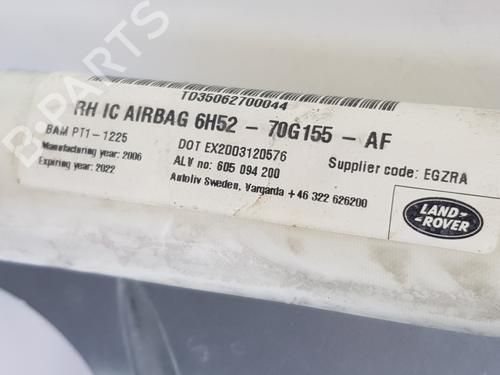 TD35062700044
RH IC AIRBAG 6H52 - 70G155 - AF
BAM PT1-1225
DOT EX2003120576
Supplier code: EGZRA
Manufacturing year: 2006
ALV no: 605 094 200
Expiring year: 2022
Autoliv Sweden, Vargarda +46 322 626200
LAND-
ROVER
B-PARTS